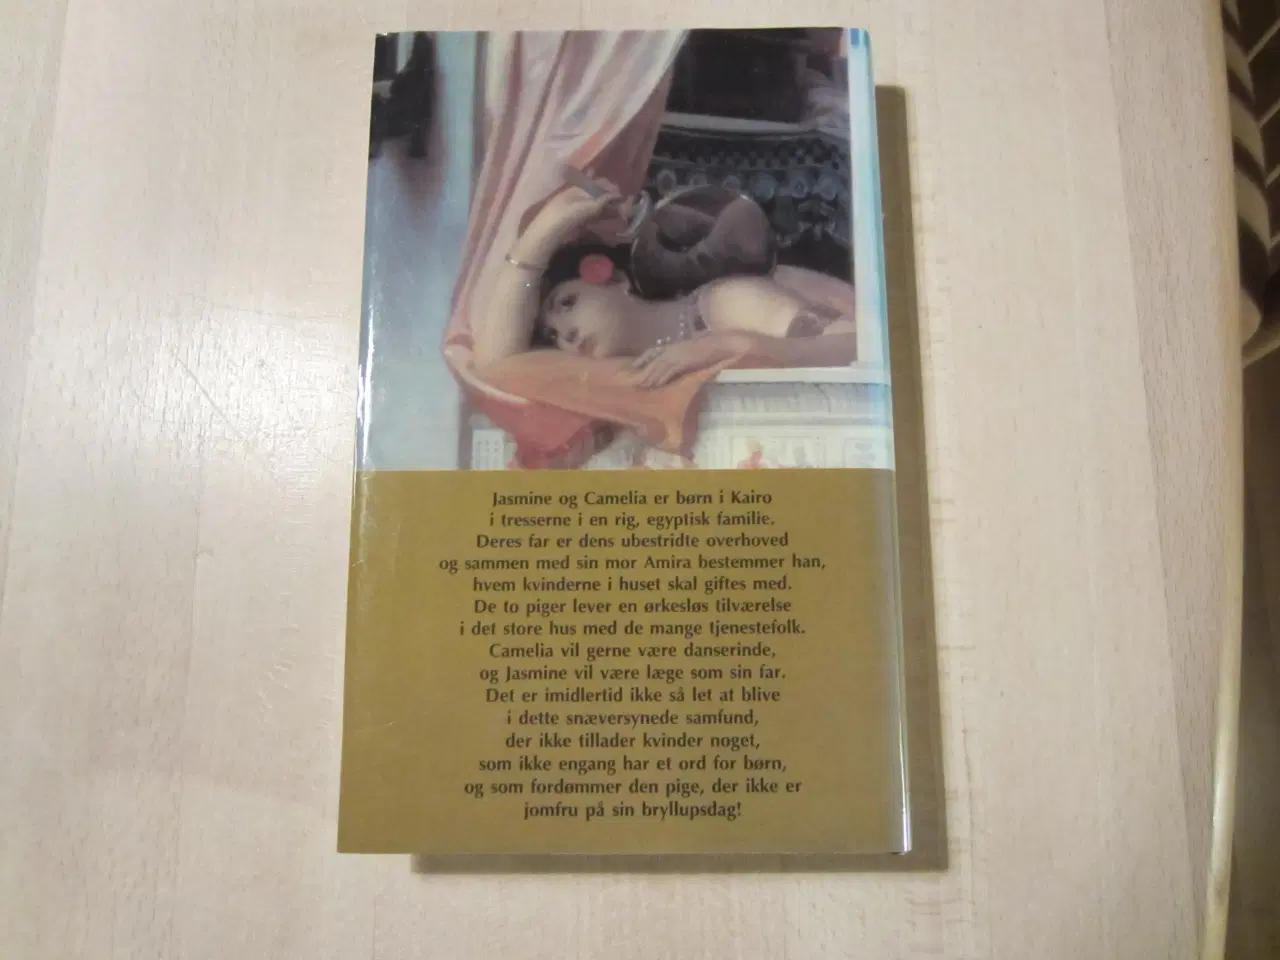 Jasmine og Camelia er børn i Kairo
i tresserne i en rig, egyptisk familie.
Deres far er dens ubestridte overhoved
og sammen med sin mor Amira bestemmer han,
hvem kvinderne i huset skal giftes med.
De to piger lever en ørkesløs tilværelse
i det store hus med de mange tjenestefolk.
Camelia vil gerne være danserinde,
og Jasmine vil være læge som sin far.
Det er imidlertid ikke så let at blive
i dette snæversynede samfund,
der ikke tillader kvinder noget,
som ikke engang har et ord for børn,
og som fordømmer den pige, der ikke er
jomfru på sin bryllupsdag!